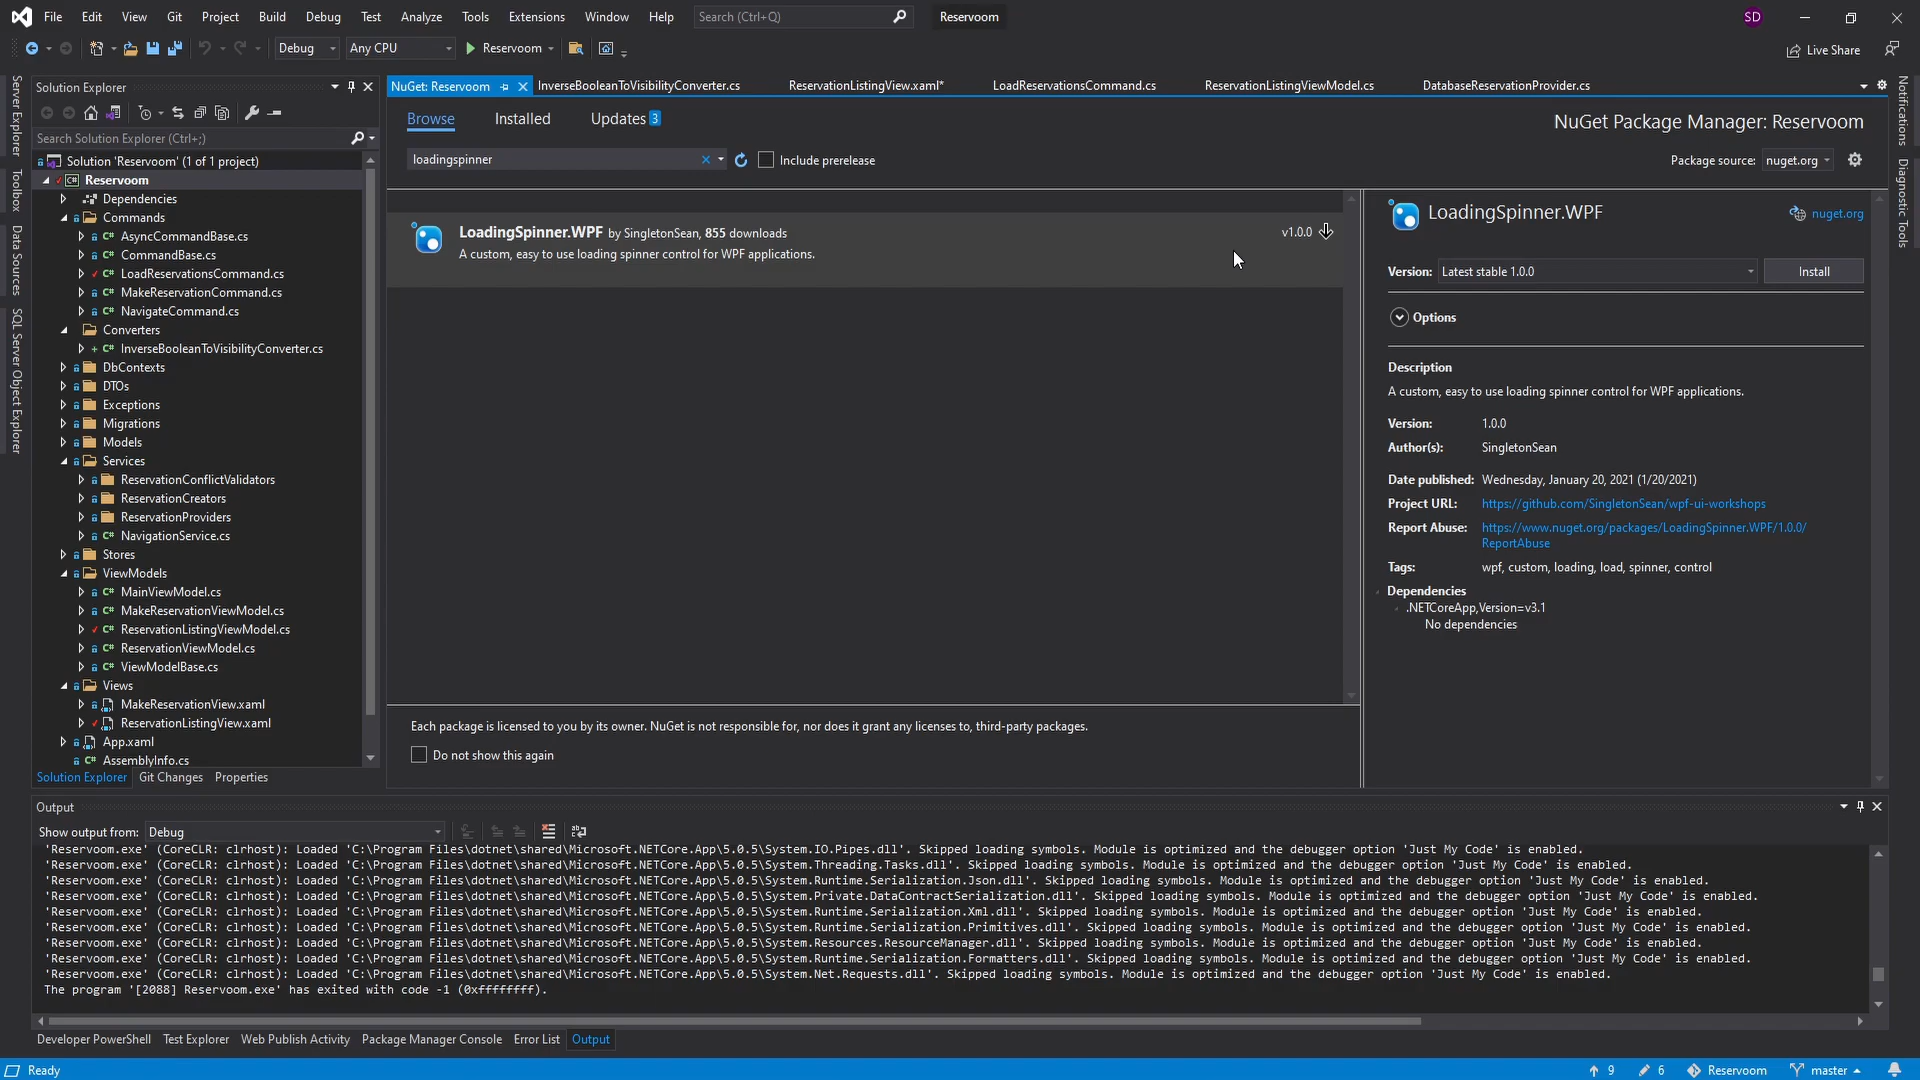 File Edit View Git Project Build Debug Test Analyze Tools Extensions Window Help Search (Ctrl+Q) Reservoom SD
Debug Any CPU Reservoom Live Share
Solution Explorer
Search Solution Explorer (Ctrl+;)
Solution 'Reservoom' (1 of 1 project)
Reservoom
Dependencies
Commands
AsyncCommandBase.cs
CommandBase.cs
LoadReservationsCommand.cs
MakeReservationCommand.cs
NavigateCommand.cs
Converters
InverseBooleanToVisibilityConverter.cs
DbContexts
DTOs
Exceptions
Migrations
Models
Services
ReservationConflictValidators
ReservationCreators
ReservationProviders
NavigationService.cs
Stores
ViewModels
MainViewModel.cs
MakeReservationViewModel.cs
ReservationListingViewModel.cs
ReservationViewModel.cs
ViewModelBase.cs
Views
MakeReservationView.xaml
ReservationListingView.xaml
App.xaml
AssemblyInfo.cs
Solution Explorer Git Changes Properties
Server Explorer
Toolbox
Data Sources
SQL Server Object Explorer
NuGet: Reservoom InverseBooleanToVisibilityConverter.cs ReservationListingView.xaml* LoadReservationsCommand.cs ReservationListingViewModel.cs DatabaseReservationProvider.cs
Browse Installed Updates 3
NuGet Package Manager: Reservoom
loadingspinner Include prerelease
Package source: nuget.org
LoadingSpinner.WPF by SingletonSean, 855 downloads v1.0.0
A custom, easy to use loading spinner control for WPF applications.
Each package is licensed to you by its owner. NuGet is not responsible for, nor does it grant any licenses to, third-party packages.
Do not show this again
LoadingSpinner.WPF nuget.org
Version: Latest stable 1.0.0 Install
Options
Description
A custom, easy to use loading spinner control for WPF applications.
Version: 1.0.0
Author(s): SingletonSean
Date published: Wednesday, January 20, 2021 (1/20/2021)
Project URL: https://github.com/SingletonSean/wpf-ui-workshops
Report Abuse: https://www.nuget.org/packages/LoadingSpinner.WPF/1.0.0/
ReportAbuse
Tags: wpf, custom, loading, load, spinner, control
Dependencies
.NETCoreApp,Version=v3.1
No dependencies
Notifications
Diagnostic Tools
Output
Show output from: Debug
'Reservoom.exe' (CoreCLR: clrhost): Loaded 'C:\Program Files\dotnet\shared\Microsoft.NETCore.App\5.0.5\System.IO.Pipes.dll'. Skipped loading symbols. Module is optimized and the debugger option 'Just My Code' is enabled.
'Reservoom.exe' (CoreCLR: clrhost): Loaded 'C:\Program Files\dotnet\shared\Microsoft.NETCore.App\5.0.5\System.Threading.Tasks.dll'. Skipped loading symbols. Module is optimized and the debugger option 'Just My Code' is enabled.
'Reservoom.exe' (CoreCLR: clrhost): Loaded 'C:\Program Files\dotnet\shared\Microsoft.NETCore.App\5.0.5\System.Runtime.Serialization.Json.dll'. Skipped loading symbols. Module is optimized and the debugger option 'Just My Code' is enabled.
'Reservoom.exe' (CoreCLR: clrhost): Loaded 'C:\Program Files\dotnet\shared\Microsoft.NETCore.App\5.0.5\System.Private.DataContractSerialization.dll'. Skipped loading symbols. Module is optimized and the debugger option 'Just My Code' is enabled.
'Reservoom.exe' (CoreCLR: clrhost): Loaded 'C:\Program Files\dotnet\shared\Microsoft.NETCore.App\5.0.5\System.Runtime.Serialization.Xml.dll'. Skipped loading symbols. Module is optimized and the debugger option 'Just My Code' is enabled.
'Reservoom.exe' (CoreCLR: clrhost): Loaded 'C:\Program Files\dotnet\shared\Microsoft.NETCore.App\5.0.5\System.Runtime.Serialization.Primitives.dll'. Skipped loading symbols. Module is optimized and the debugger option 'Just My Code' is enabled.
'Reservoom.exe' (CoreCLR: clrhost): Loaded 'C:\Program Files\dotnet\shared\Microsoft.NETCore.App\5.0.5\System.Resources.ResourceManager.dll'. Skipped loading symbols. Module is optimized and the debugger option 'Just My Code' is enabled.
'Reservoom.exe' (CoreCLR: clrhost): Loaded 'C:\Program Files\dotnet\shared\Microsoft.NETCore.App\5.0.5\System.Runtime.Serialization.Formatters.dll'. Skipped loading symbols. Module is optimized and the debugger option 'Just My Code' is enabled.
'Reservoom.exe' (CoreCLR: clrhost): Loaded 'C:\Program Files\dotnet\shared\Microsoft.NETCore.App\5.0.5\System.Net.Requests.dll'. Skipped loading symbols. Module is optimized and the debugger option 'Just My Code' is enabled.
The program '[2088] Reservoom.exe' has exited with code -1 (0xffffffff).
Developer PowerShell Test Explorer Web Publish Activity Package Manager Console Error List Output
Ready 9 6 Reservoom master